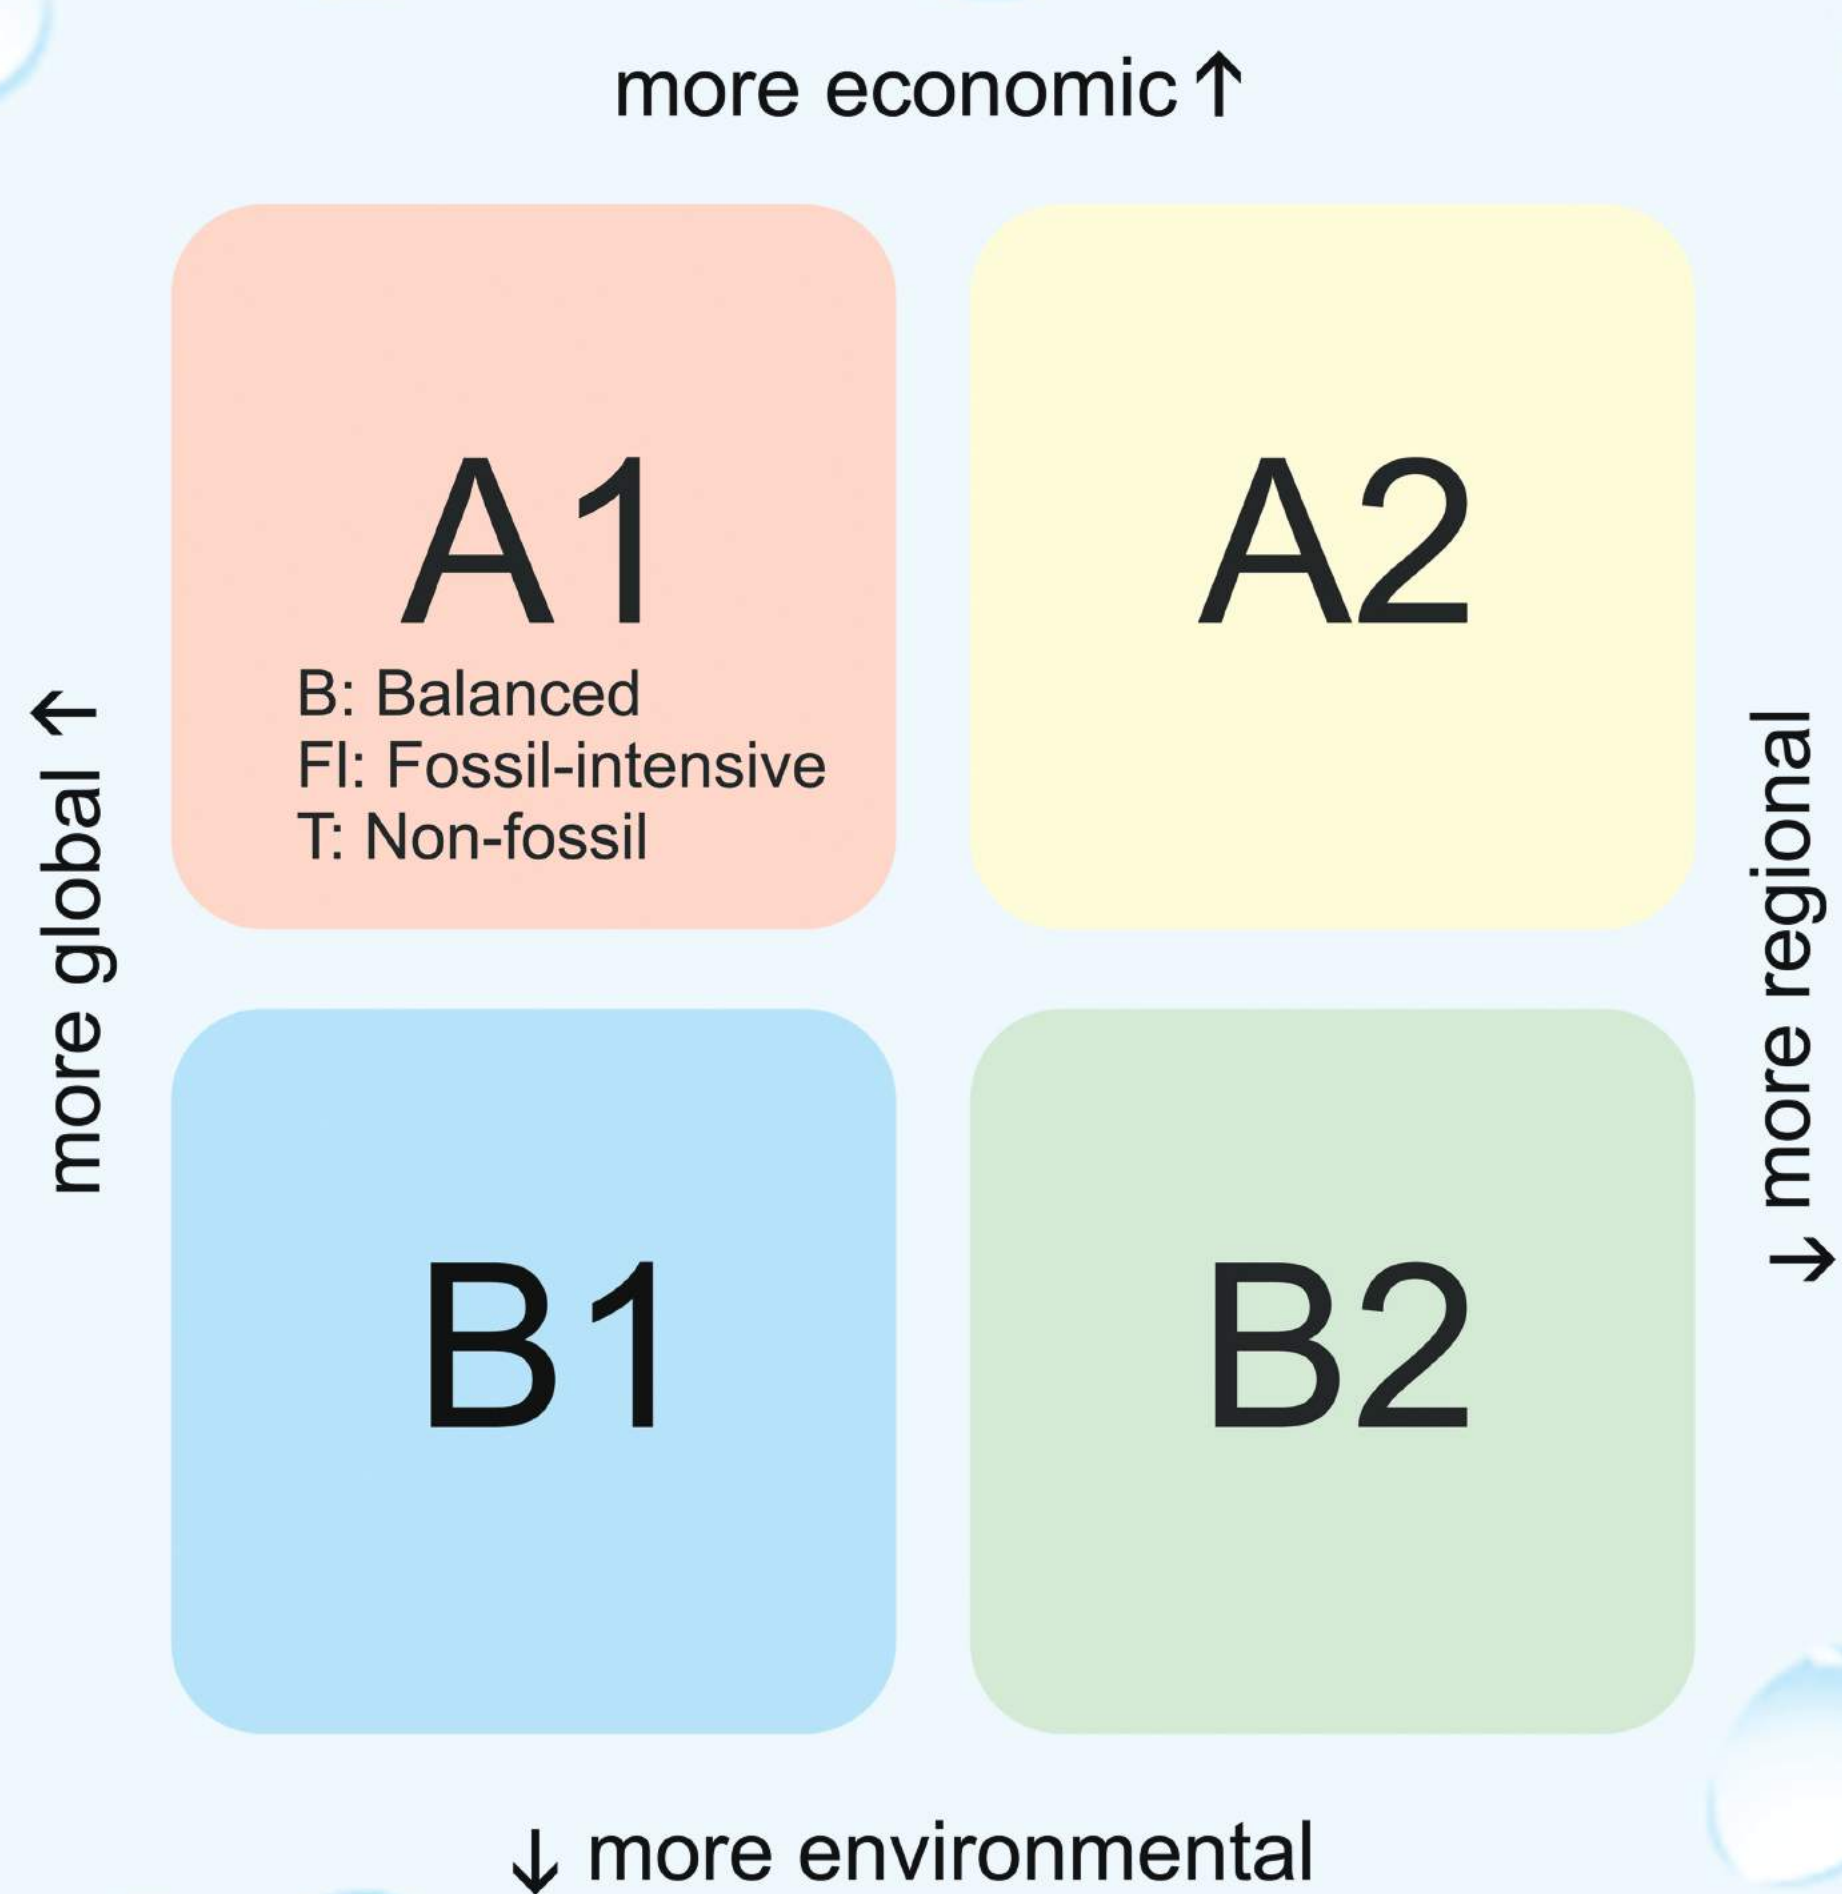 more economic↑
A1
B: Balanced
FI: Fossil-intensive
T: Non-fossil
A2
more global ↑
↓ more regional
B1
B2
↓ more environmental